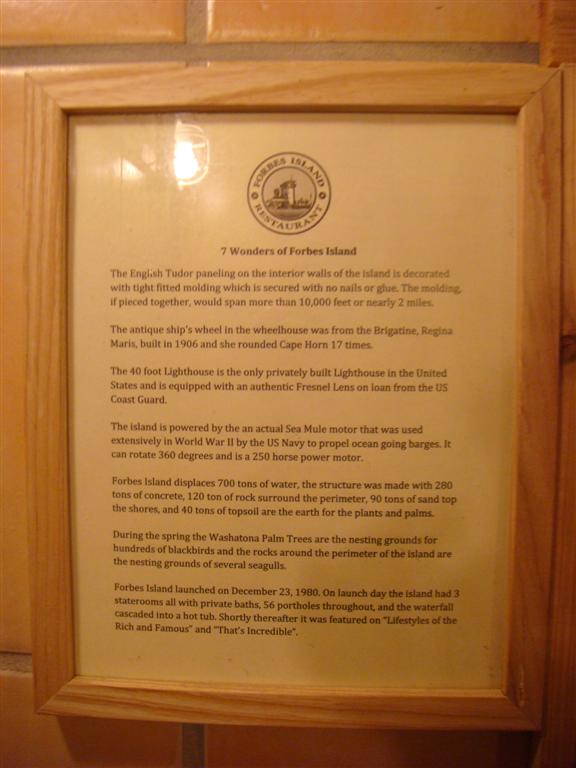 FORBES ISLAND
RESTAURANT
7 Wonders of Forbes Island
The English Tudor paneling on the interior walls of the island is decorated
with tight fitted molding which is secured with no nails or glue. The molding,
if pieced together, would span more than 10,000 feet or nearly 2 miles.
The antique ship's wheel in the wheelhouse was from the Brigatine, Regina
Maris, built in 1906 and she rounded Cape Horn 17 times.
The 40 foot Lighthouse is the only privately built Lighthouse in the United
States and is equipped with an authentic Fresnel Lens on loan from the US
Coast Guard.
The island is powered by the an actual Sea Mule motor that was used
extensively in World War II by the US Navy to propel ocean going barges. It
can rotate 360 degrees and is a 250 horse power motor.
Forbes Island displaces 700 tons of water, the structure was made with 280
tons of concrete, 120 ton of rock surround the perimeter, 90 tons of sand top
the shores, and 40 tons of topsoil are the earth for the plants and palms.
During the spring the Washatona Palm Trees are the nesting grounds for
hundreds of blackbirds and the rocks around the perimeter of the island are
the nesting grounds of several seagulls.
Forbes Island launched on December 23, 1980. On launch day the island had 3
staterooms all with private baths, 56 portholes throughout, and the waterfall
cascaded into a hot tub. Shortly thereafter it was featured on "Lifestyles of the
Rich and Famous" and "That's Incredible".